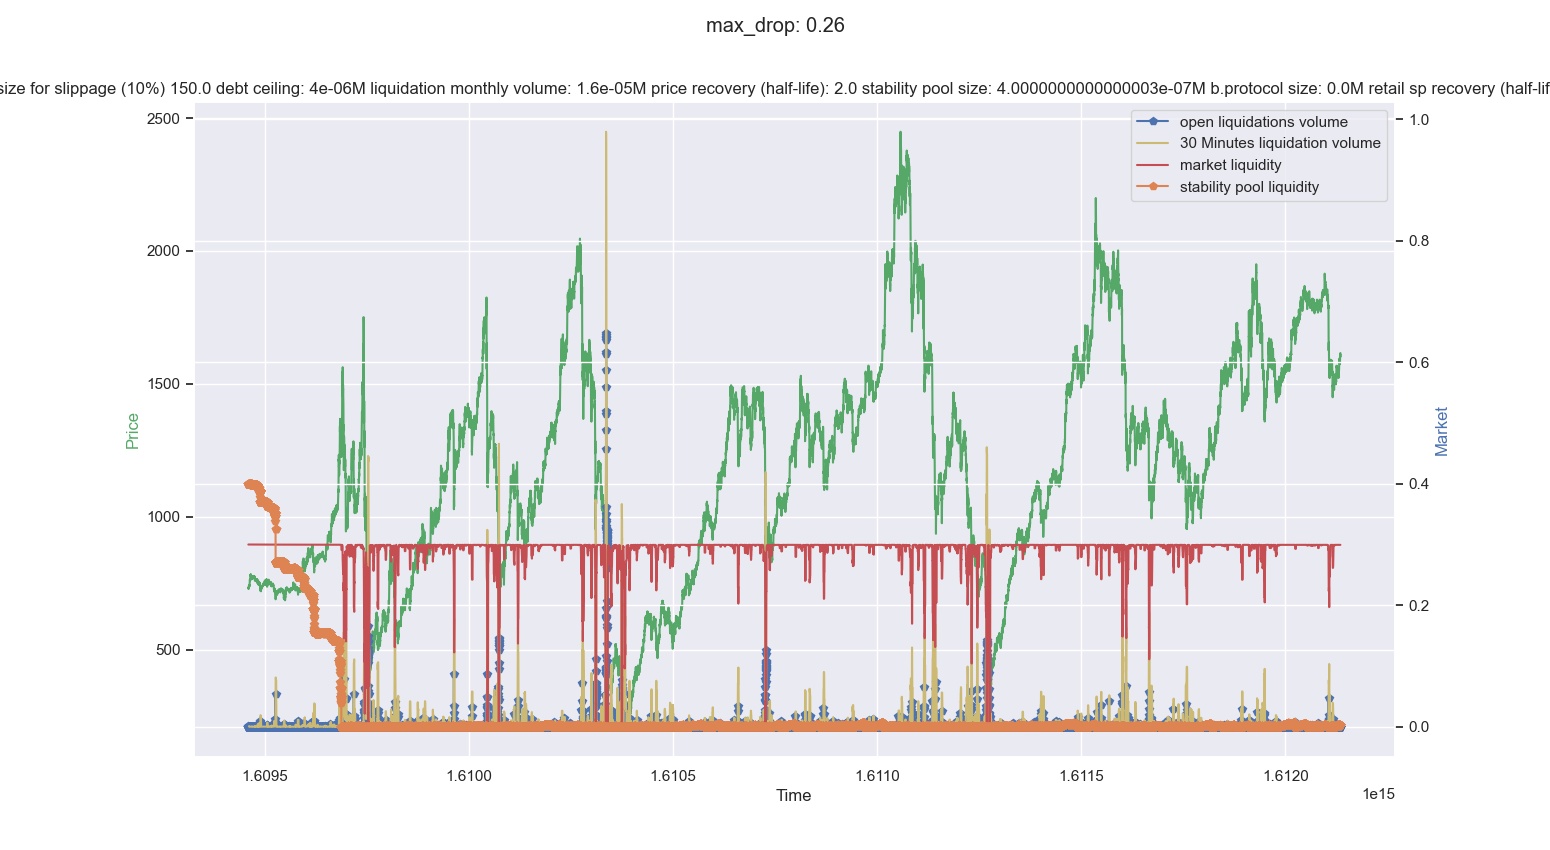 max_drop: 0.26
size for slippage (10%) 150.0 debt ceiling: 4e-06M liquidation monthly volume: 1.6e-05M price recovery (half-life): 2.0 stability pool size: 4.0000000000000003e-07M b.protocol size: 0.0M retail sp recovery (half-lif
2500
2000
1500
1000
500
Price
1.0
0.8
0.6
0.4
0.2
0.0
Market
open liquidations volume
30 Minutes liquidation volume
market liquidity
stability pool liquidity
1.6095 1.6100 1.6105 1.6110 1.6115 1.6120
Time
1e15